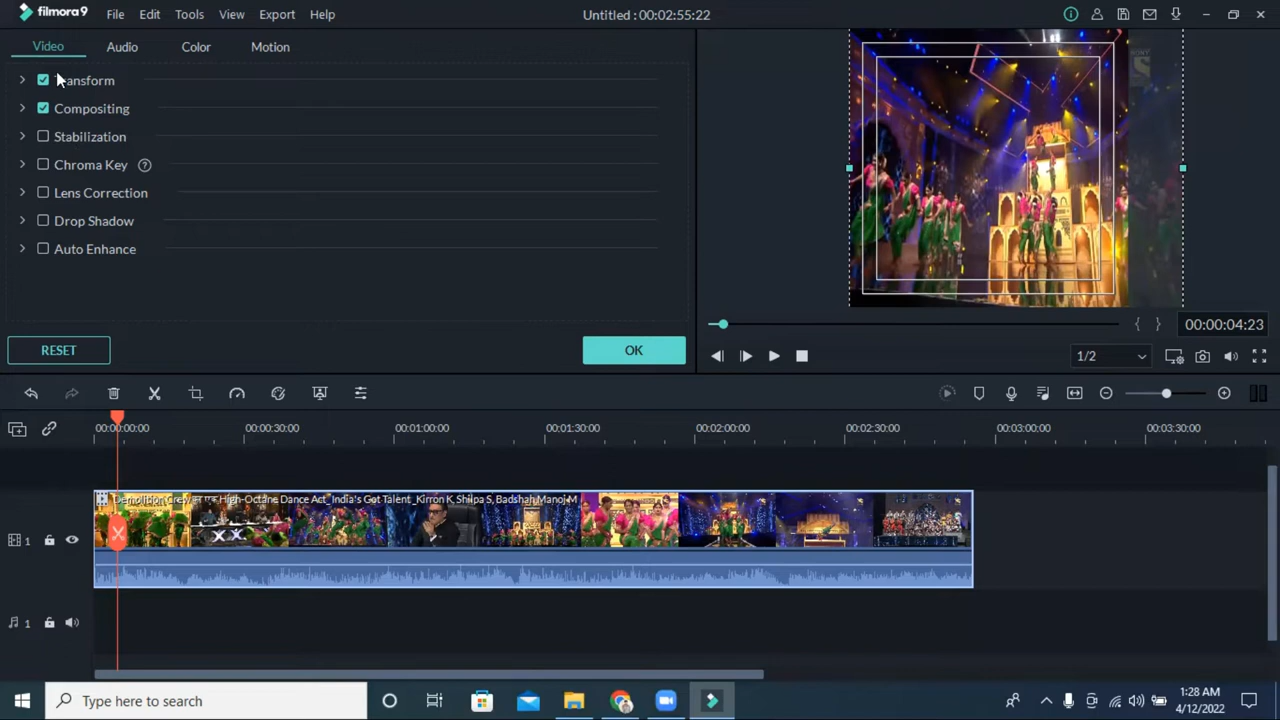 filmora9 File Edit Tools View Export Help Untitled : 00:02:55:22
Video Audio Color Motion
Transform
Compositing
Stabilization
Chroma Key ?
Lens Correction
Drop Shadow
Auto Enhance
SONY
RESET OK
00:00:04:23
1/2
00:00:00:00 00:00:30:00 00:01:00:00 00:01:30:00 00:02:00:00 00:02:30:00 00:03:00:00 00:03:30:00
Demolition Crew High-Octane Dance Act_India's Got Talent_Kirron K, Shilpa S, Badshah, Manoj M
1
1
Type here to search
1:28 AM
4/12/2022